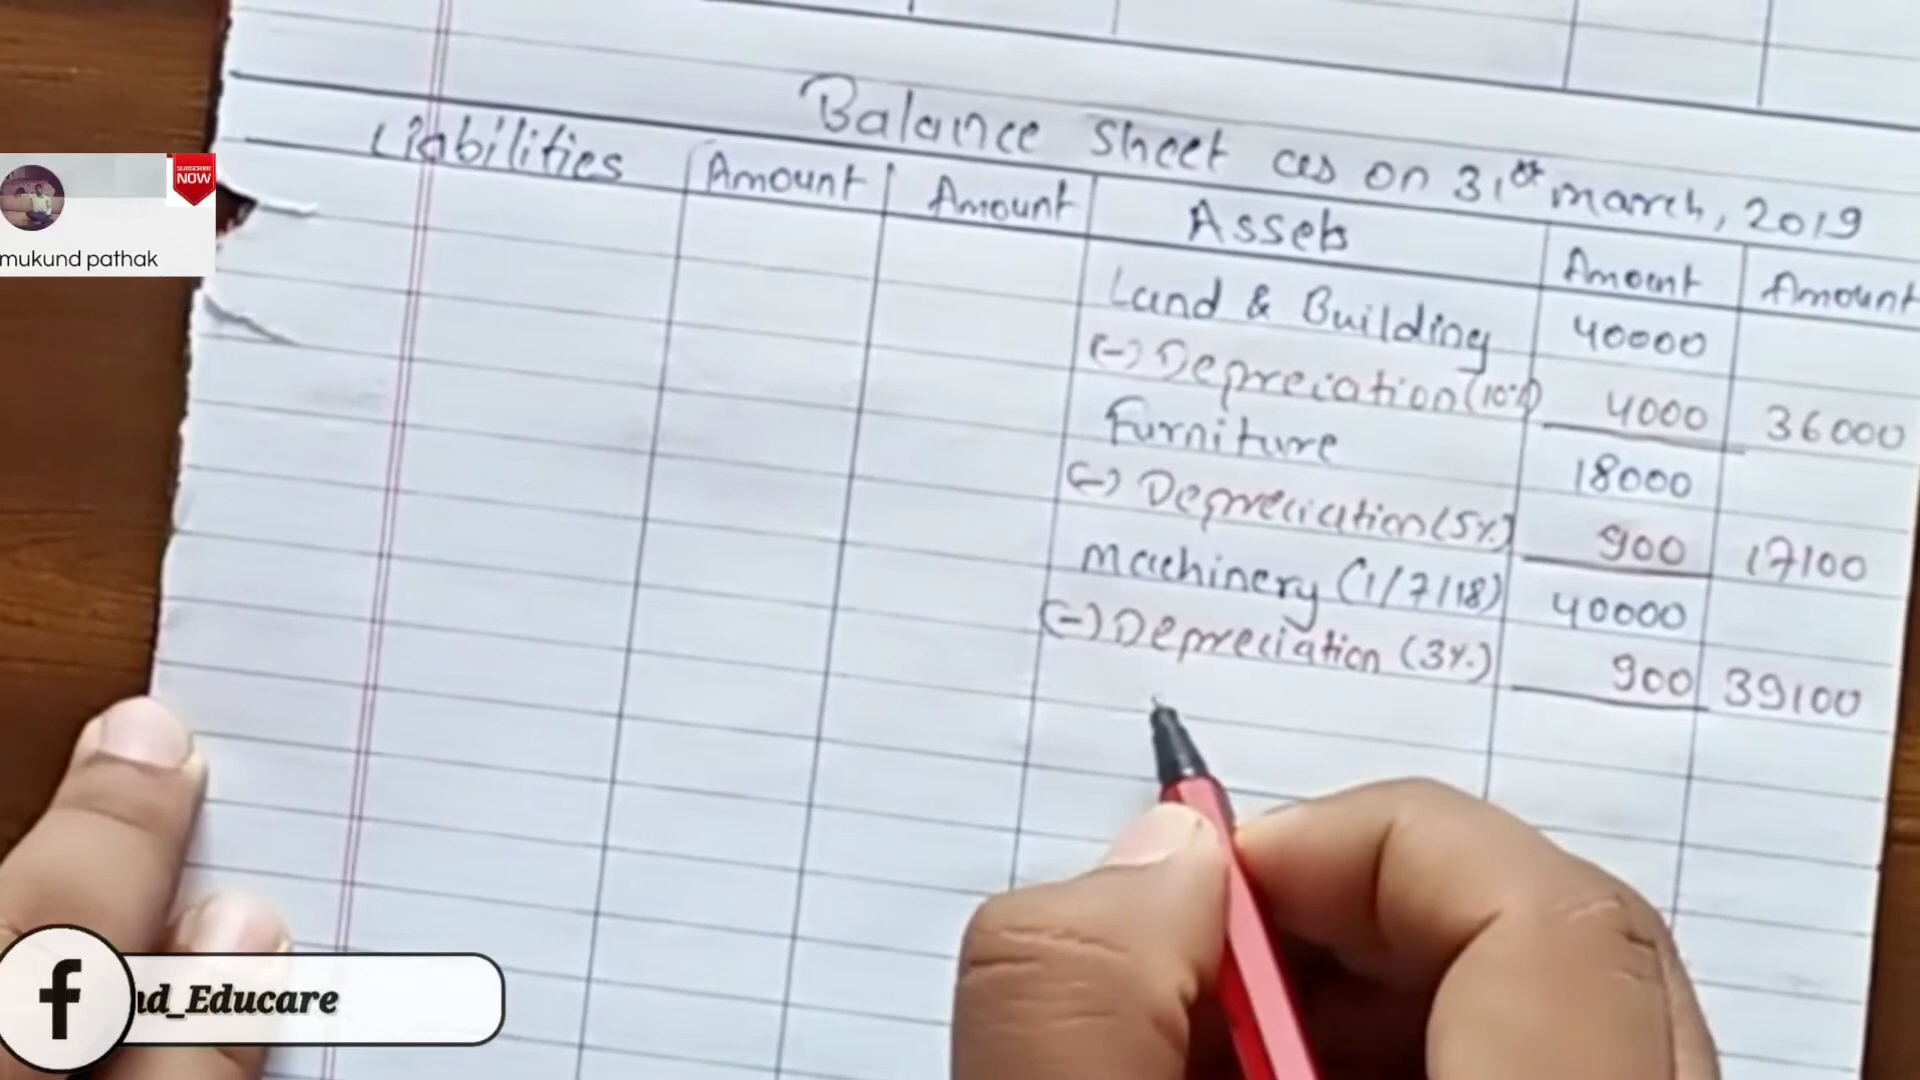 Balance Sheet as on 31st march, 2019
Liabilities Amount Amount Assets Amount Amount
Land & Building 40000
(-) Depreciation (10%) 4000 36000
Furniture 18000
(-) Depreciation (5%) 900 17100
Machinery (1/7/18) 40000
(-) Depreciation (3%) 900 39100
SUBSCRIBE
NOW
mukund pathak
f
d_Educare